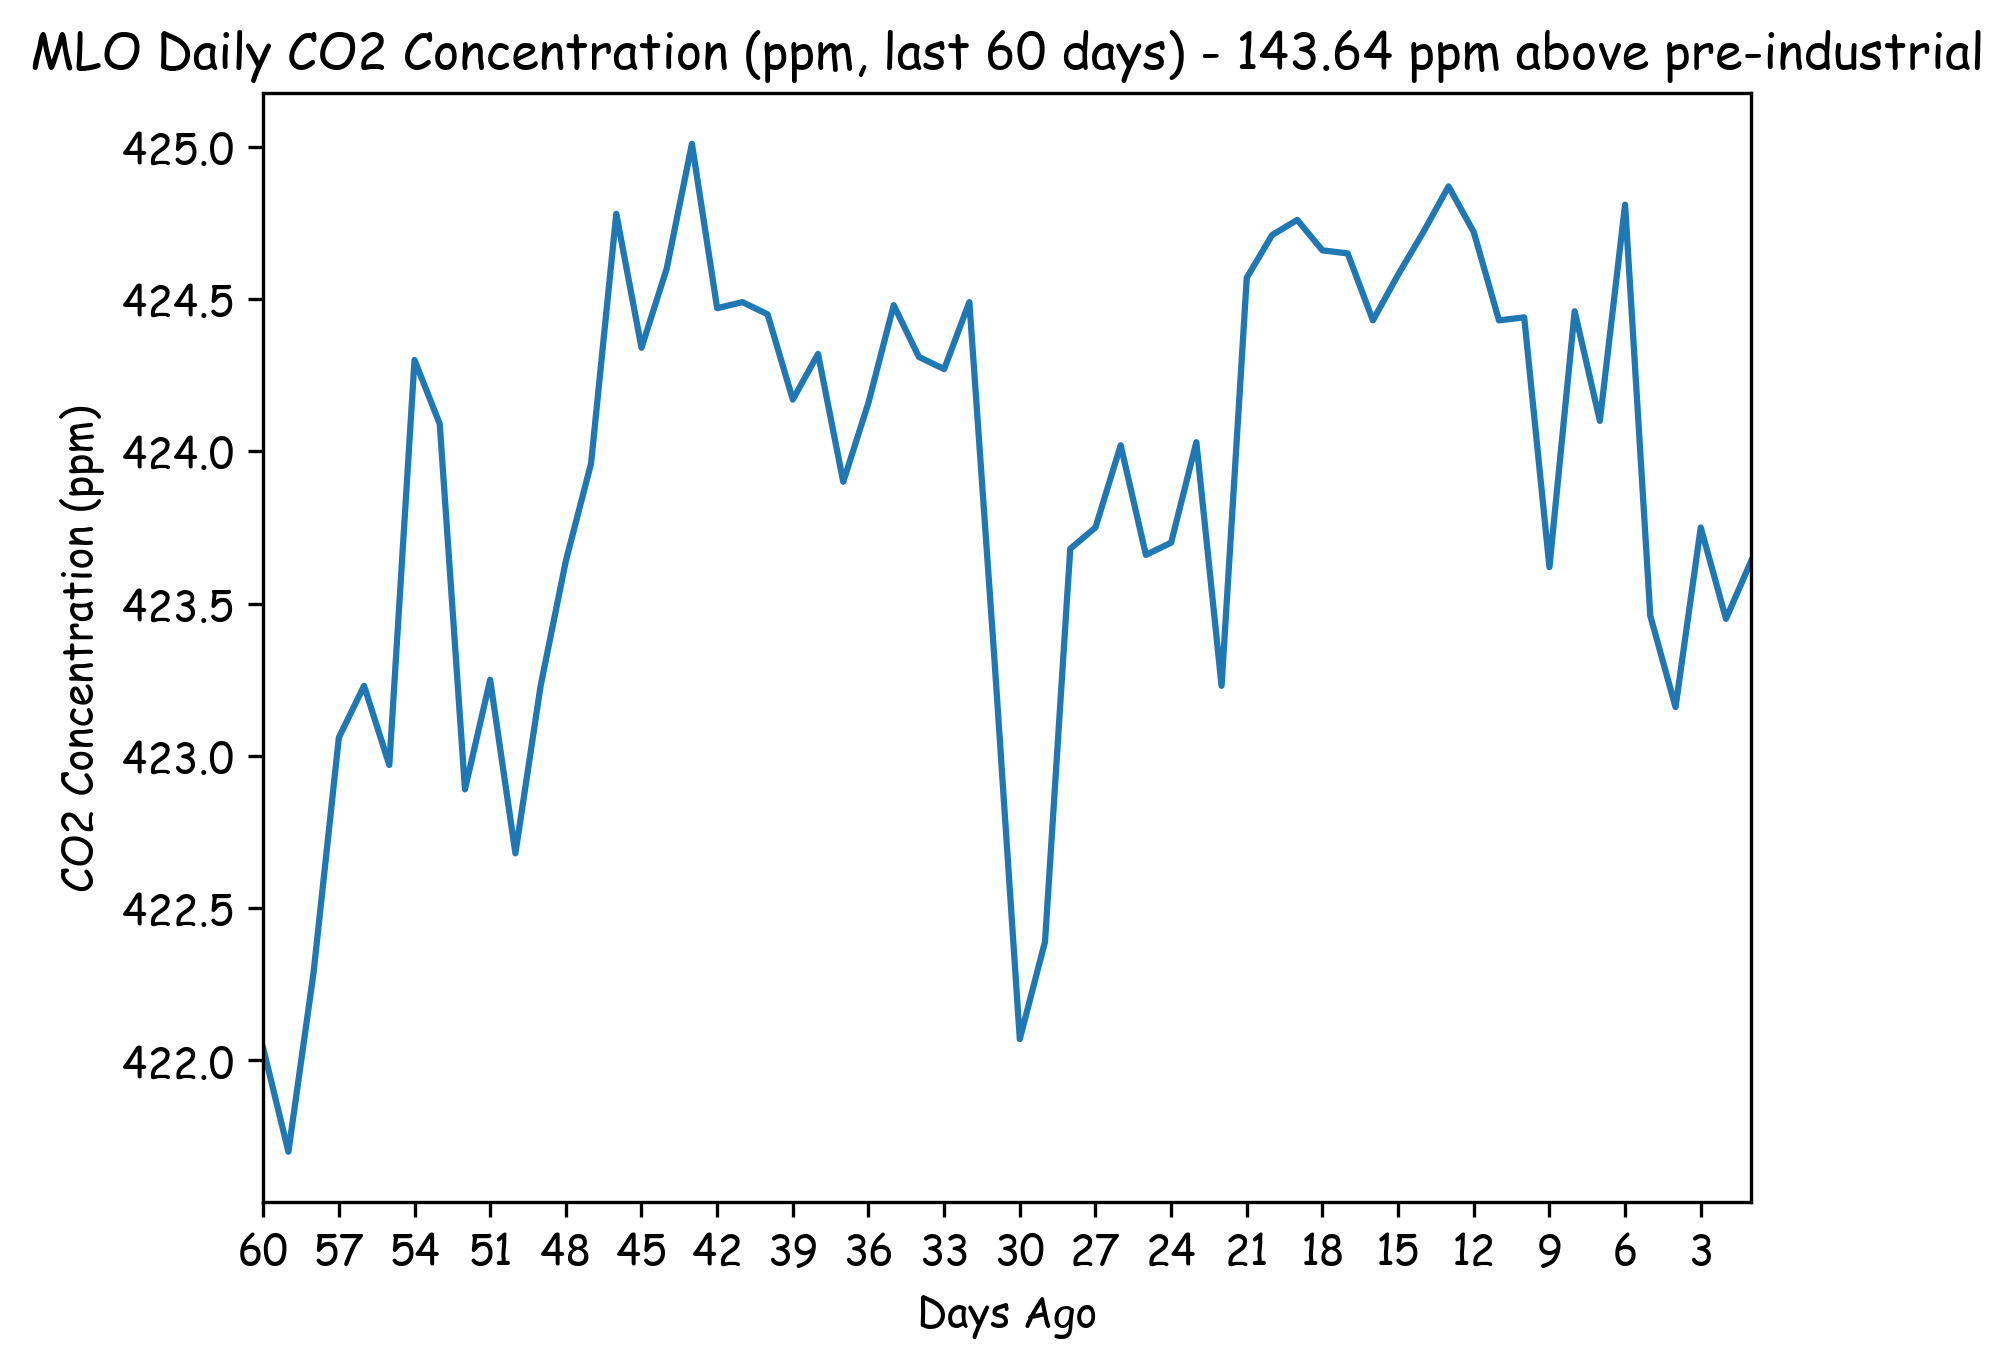 MLO Daily CO2 Concentration (ppm, last 60 days) - 143.64 ppm above pre-industrial
425.0
424.5
424.0
423.5
423.0
422.5
422.0
CO2 Concentration (ppm)
60 57 54 51 48 45 42 39 36 33 30 27 24 21 18 15 12 9 6 3
Days Ago